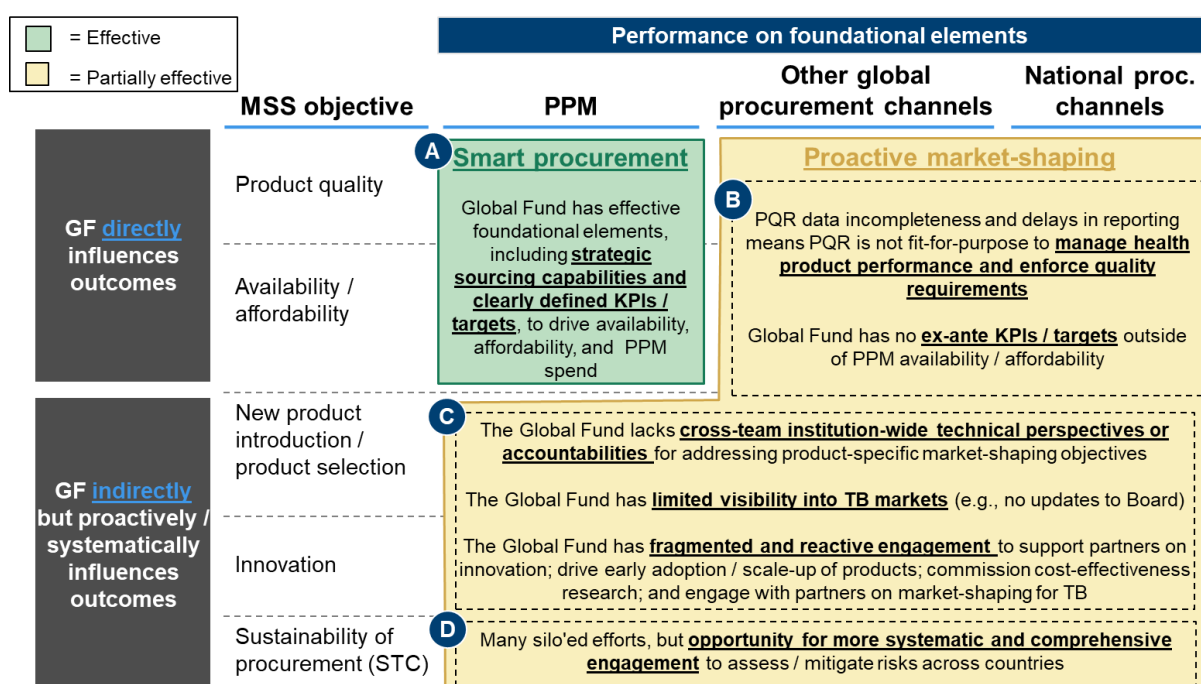 = Effective
= Partially effective
Performance on foundational elements
MSS objective
PPM
Other global
procurement channels
National proc.
channels
GF directly
influences
outcomes
Product quality
Availability /
affordability
A
Smart procurement
Global Fund has effective
foundational elements,
including strategic
sourcing capabilities and
clearly defined KPIs /
targets, to drive availability,
affordability, and PPM
spend
Proactive market-shaping
B
PQR data incompleteness and delays in reporting
means PQR is not fit-for-purpose to manage health
product performance and enforce quality
requirements
Global Fund has no ex-ante KPIs / targets outside
of PPM availability / affordability
GF indirectly
but proactively /
systematically
influences
outcomes
New product
introduction /
product selection
Innovation
Sustainability of
procurement (STC)
C
The Global Fund lacks cross-team institution-wide technical perspectives or
accountabilities for addressing product-specific market-shaping objectives
The Global Fund has limited visibility into TB markets (e.g., no updates to Board)
The Global Fund has fragmented and reactive engagement to support partners on
innovation; drive early adoption / scale-up of products; commission cost-effectiveness
research; and engage with partners on market-shaping for TB
D
Many silo'ed efforts, but opportunity for more systematic and comprehensive
engagement to assess / mitigate risks across countries